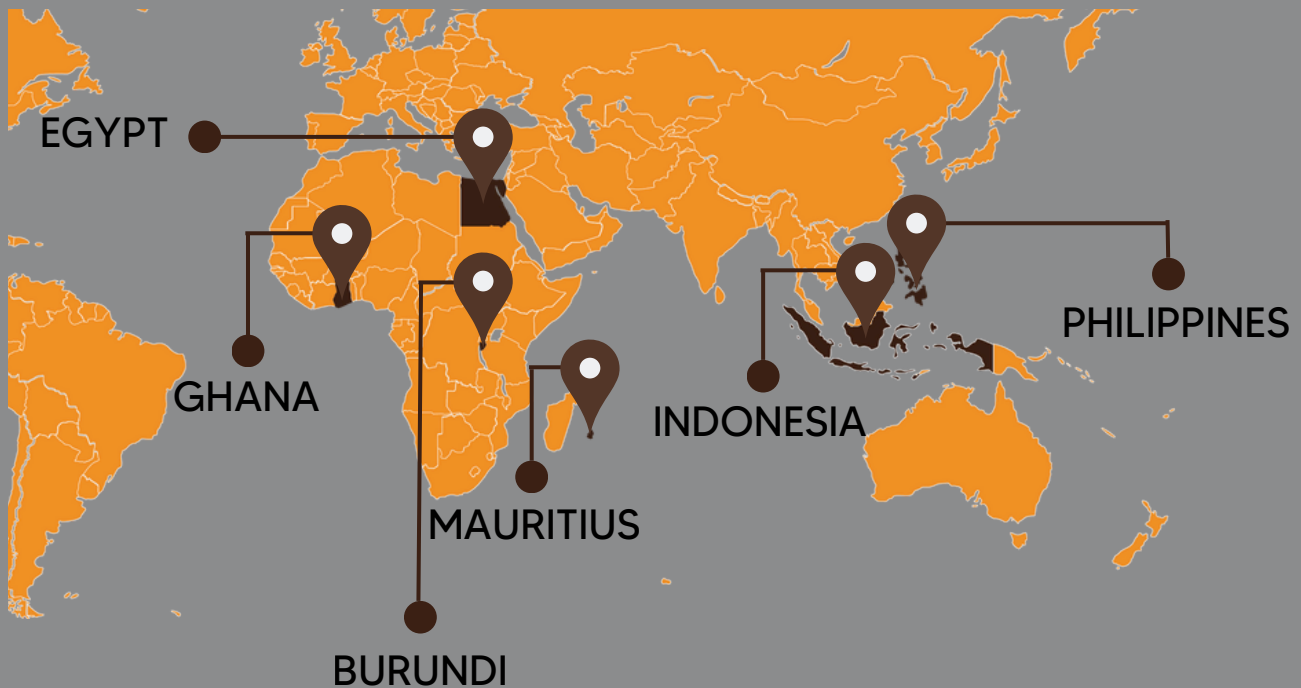 EGYPT
PHILIPPINES
GHANA
INDONESIA
MAURITIUS
BURUNDI